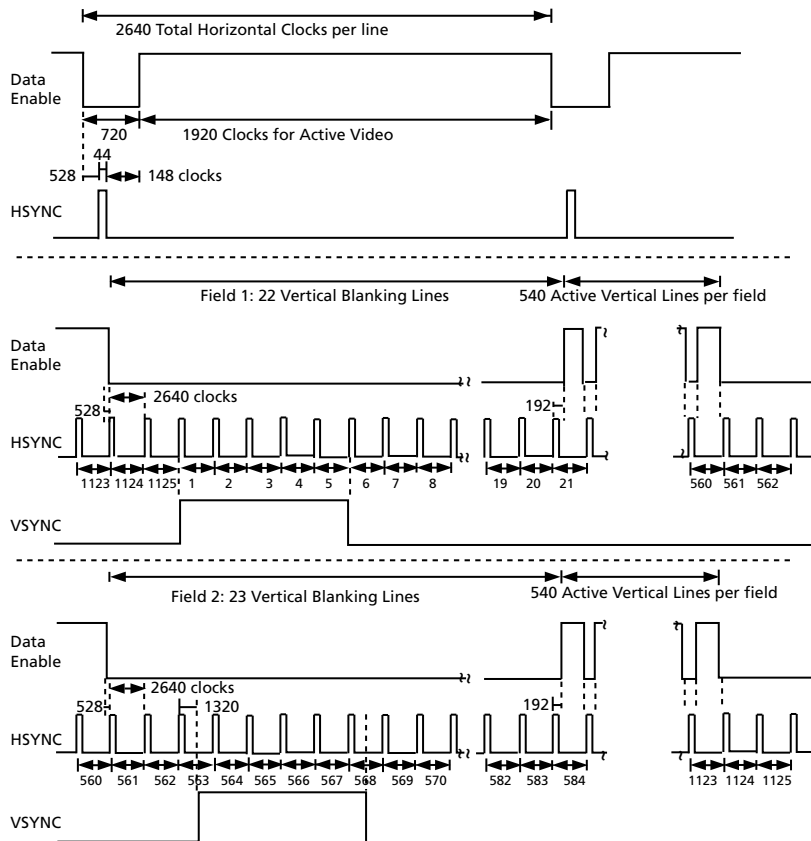 2640 Total Horizontal Clocks per line
Data
Enable
720
1920 Clocks for Active Video
44
528
148 clocks
HSYNC
Field 1: 22 Vertical Blanking Lines
540 Active Vertical Lines per field
Data
Enable
2640 clocks
528
192
HSYNC
1123 1124 1125 1 2 3 4 5 6 7 8 19 20 21 560 561 562
VSYNC
Field 2: 23 Vertical Blanking Lines
540 Active Vertical Lines per field
Data
Enable
2640 clocks
528
1320
192
HSYNC
560 561 562 563 564 565 566 567 568 569 570 582 583 584 1123 1124 1125
VSYNC